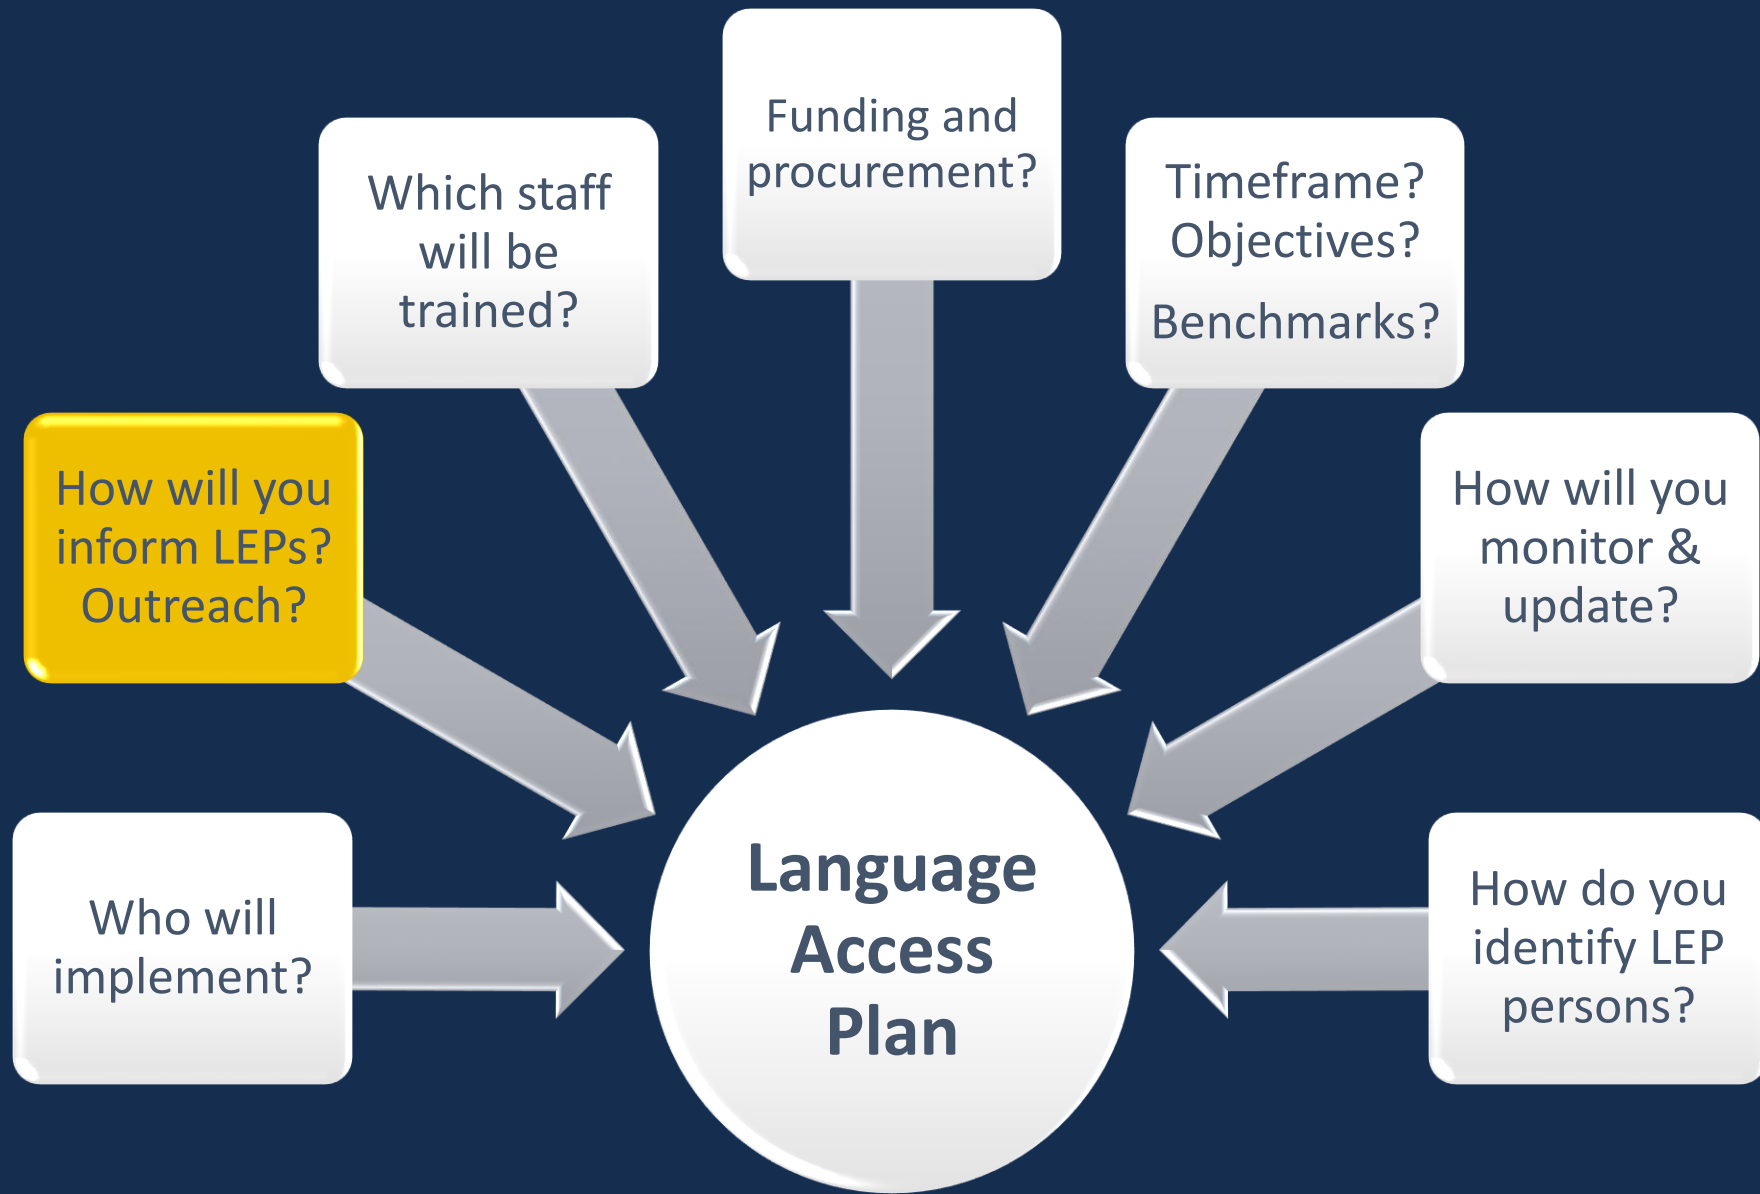 Funding and
procurement?
Which staff
will be
trained?
Timeframe?
Objectives?
Benchmarks?
How will you
inform LEPs?
Outreach?
How will you
monitor &
update?
Who will
implement?
Language
Access
Plan
How do you
identify LEP
persons?